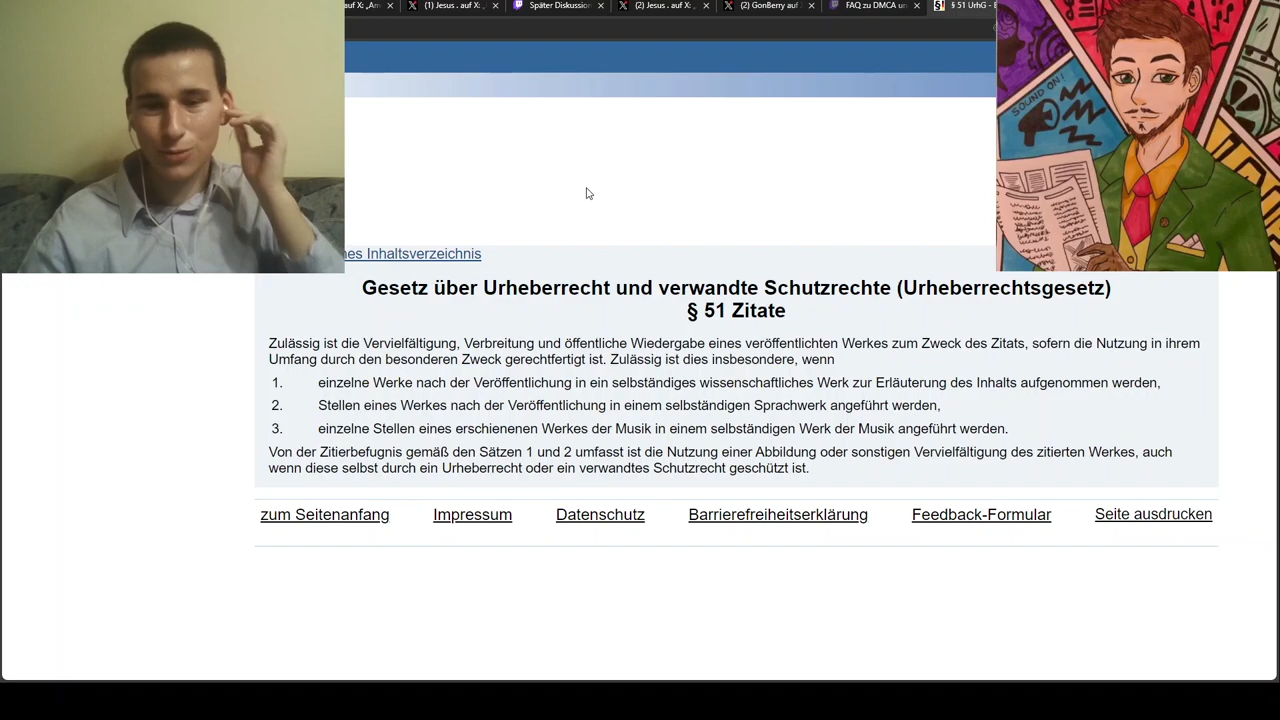 auf X: „Am
(1) Jesus . auf X: „
Später Diskussion
(2) Jesus . auf X: „
(2) GonBerry auf
FAQ zu DMCA un
§ 51 UrhG - E
SOUND ON!
nes Inhaltsverzeichnis
Gesetz über Urheberrecht und verwandte Schutzrechte (Urheberrechtsgesetz)
§ 51 Zitate
Zulässig ist die Vervielfältigung, Verbreitung und öffentliche Wiedergabe eines veröffentlichten Werkes zum Zweck des Zitats, sofern die Nutzung in ihrem
Umfang durch den besonderen Zweck gerechtfertigt ist. Zulässig ist dies insbesondere, wenn
1. einzelne Werke nach der Veröffentlichung in ein selbständiges wissenschaftliches Werk zur Erläuterung des Inhalts aufgenommen werden,
2. Stellen eines Werkes nach der Veröffentlichung in einem selbständigen Sprachwerk angeführt werden,
3. einzelne Stellen eines erschienenen Werkes der Musik in einem selbständigen Werk der Musik angeführt werden.
Von der Zitierbefugnis gemäß den Sätzen 1 und 2 umfasst ist die Nutzung einer Abbildung oder sonstigen Vervielfältigung des zitierten Werkes, auch
wenn diese selbst durch ein Urheberrecht oder ein verwandtes Schutzrecht geschützt ist.
zum Seitenanfang Impressum Datenschutz Barrierefreiheitserklärung Feedback-Formular Seite ausdrucken